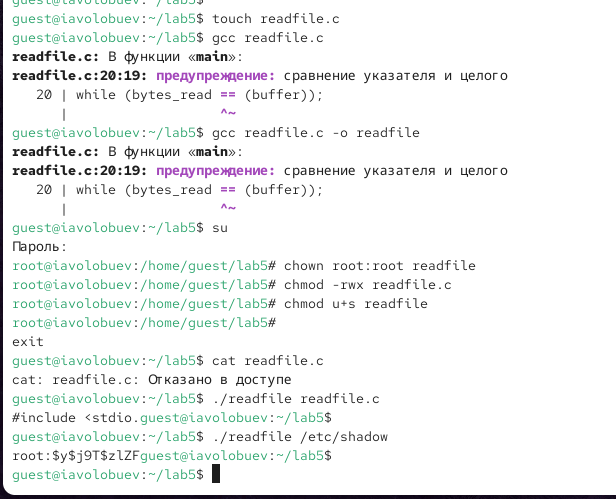 guest@iavolobuev:~/lab5$
guest@iavolobuev:~/lab5$ touch readfile.c
guest@iavolobuev:~/lab5$ gcc readfile.c
readfile.c: В функции «main»:
readfile.c:20:19: предупреждение: сравнение указателя и целого
   20 | while (bytes_read == (buffer));
      |                   ^~
guest@iavolobuev:~/lab5$ gcc readfile.c -o readfile
readfile.c: В функции «main»:
readfile.c:20:19: предупреждение: сравнение указателя и целого
   20 | while (bytes_read == (buffer));
      |                   ^~
guest@iavolobuev:~/lab5$ su
Пароль:
root@iavolobuev:/home/guest/lab5# chown root:root readfile
root@iavolobuev:/home/guest/lab5# chmod -rwx readfile.c
root@iavolobuev:/home/guest/lab5# chmod u+s readfile
root@iavolobuev:/home/guest/lab5#
exit
guest@iavolobuev:~/lab5$ cat readfile.c
cat: readfile.c: Отказано в доступе
guest@iavolobuev:~/lab5$ ./readfile readfile.c
#include <stdio.guest@iavolobuev:~/lab5$
guest@iavolobuev:~/lab5$ ./readfile /etc/shadow
root:$y$j9T$zlZFguest@iavolobuev:~/lab5$
guest@iavolobuev:~/lab5$